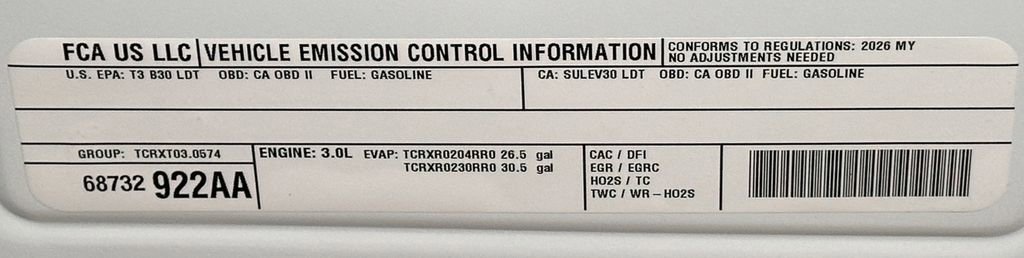 FCA US LLC VEHICLE EMISSION CONTROL INFORMATION
CONFORMS TO REGULATIONS: 2026 MY
NO ADJUSTMENTS NEEDED
U.S. EPA: T3 B30 LDT OBD: CA OBD II FUEL: GASOLINE
CA: SULEV30 LDT OBD: CA OBD II FUEL: GASOLINE
GROUP: TCRXT03.0574
68732 922AA
ENGINE: 3.0L EVAP: TCRXR0204RR0 26.5 gal
TCRXR0230RR0 30.5 gal
CAC / DFI
EGR / EGRC
HO2S / TC
TWC / WR-HO2S